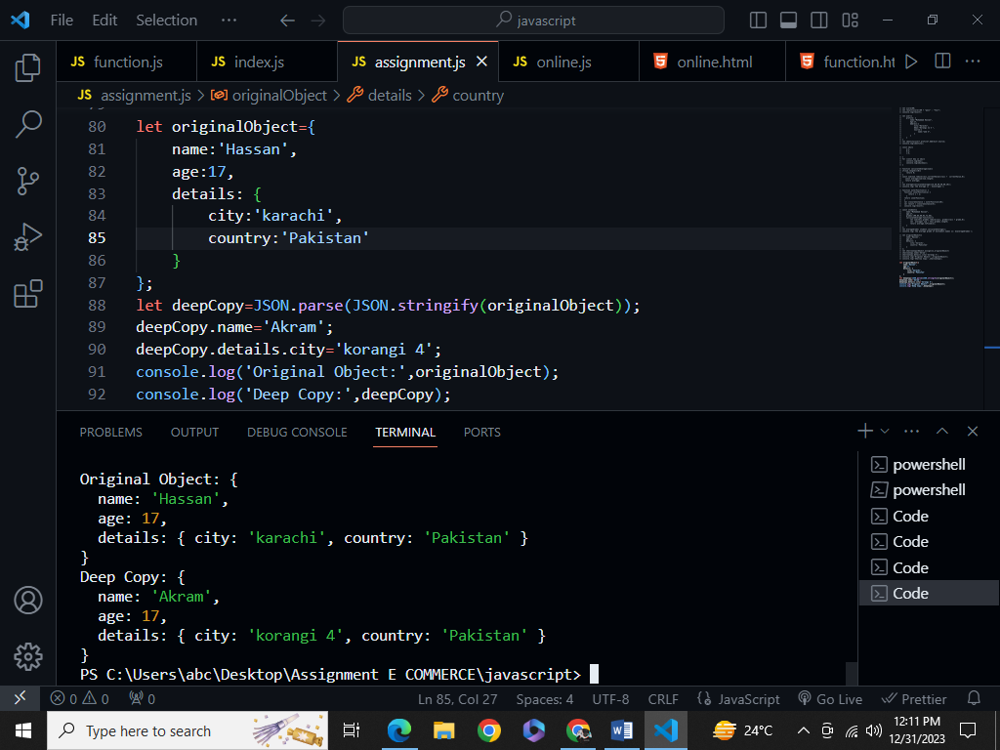 File Edit Selection ··· javascript
JS function.js JS index.js JS assignment.js JS online.js online.html function.ht
JS assignment.js > originalObject > details > country
80 let originalObject={
81 name:'Hassan',
82 age:17,
83 details: {
84 city:'karachi',
85 country:'Pakistan'
86 }
87 };
88 let deepCopy=JSON.parse(JSON.stringify(originalObject));
89 deepCopy.name='Akram';
90 deepCopy.details.city='korangi 4';
91 console.log('Original Object:',originalObject);
92 console.log('Deep Copy:',deepCopy);
PROBLEMS OUTPUT DEBUG CONSOLE TERMINAL PORTS
Original Object: {
name: 'Hassan',
age: 17,
details: { city: 'karachi', country: 'Pakistan' }
}
Deep Copy: {
name: 'Akram',
age: 17,
details: { city: 'korangi 4', country: 'Pakistan' }
}
PS C:\Users\abc\Desktop\Assignment E COMMERCE\javascript>
powershell
powershell
Code
Code
Code
Code
0 0 0 Ln 85, Col 27 Spaces: 4 UTF-8 CRLF JavaScript Go Live Prettier
Type here to search 24°C 12:11 PM
12/31/2023